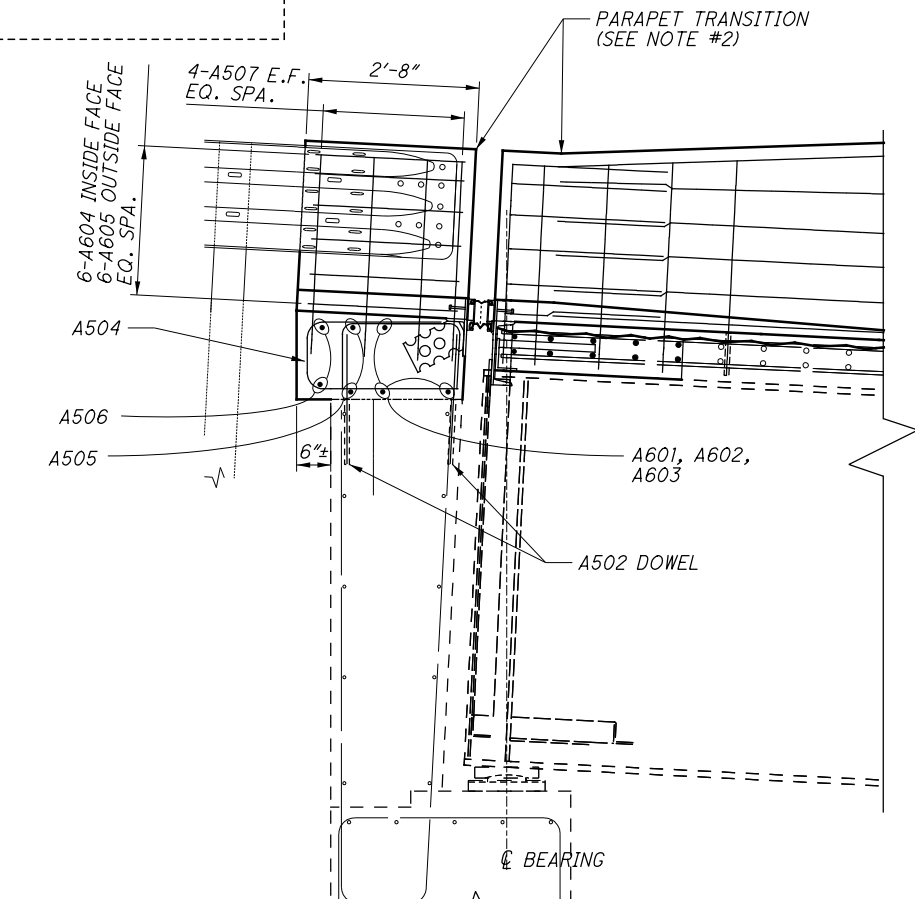 PARAPET TRANSITION
(SEE NOTE #2)
4-A507 E.F.
EQ. SPA.
2'-8"
6-A604 INSIDE FACE
6-A605 OUTSIDE FACE
EQ. SPA.
A504
A506
A505
6"±
A601, A602,
A603
A502 DOWEL
℄ BEARING